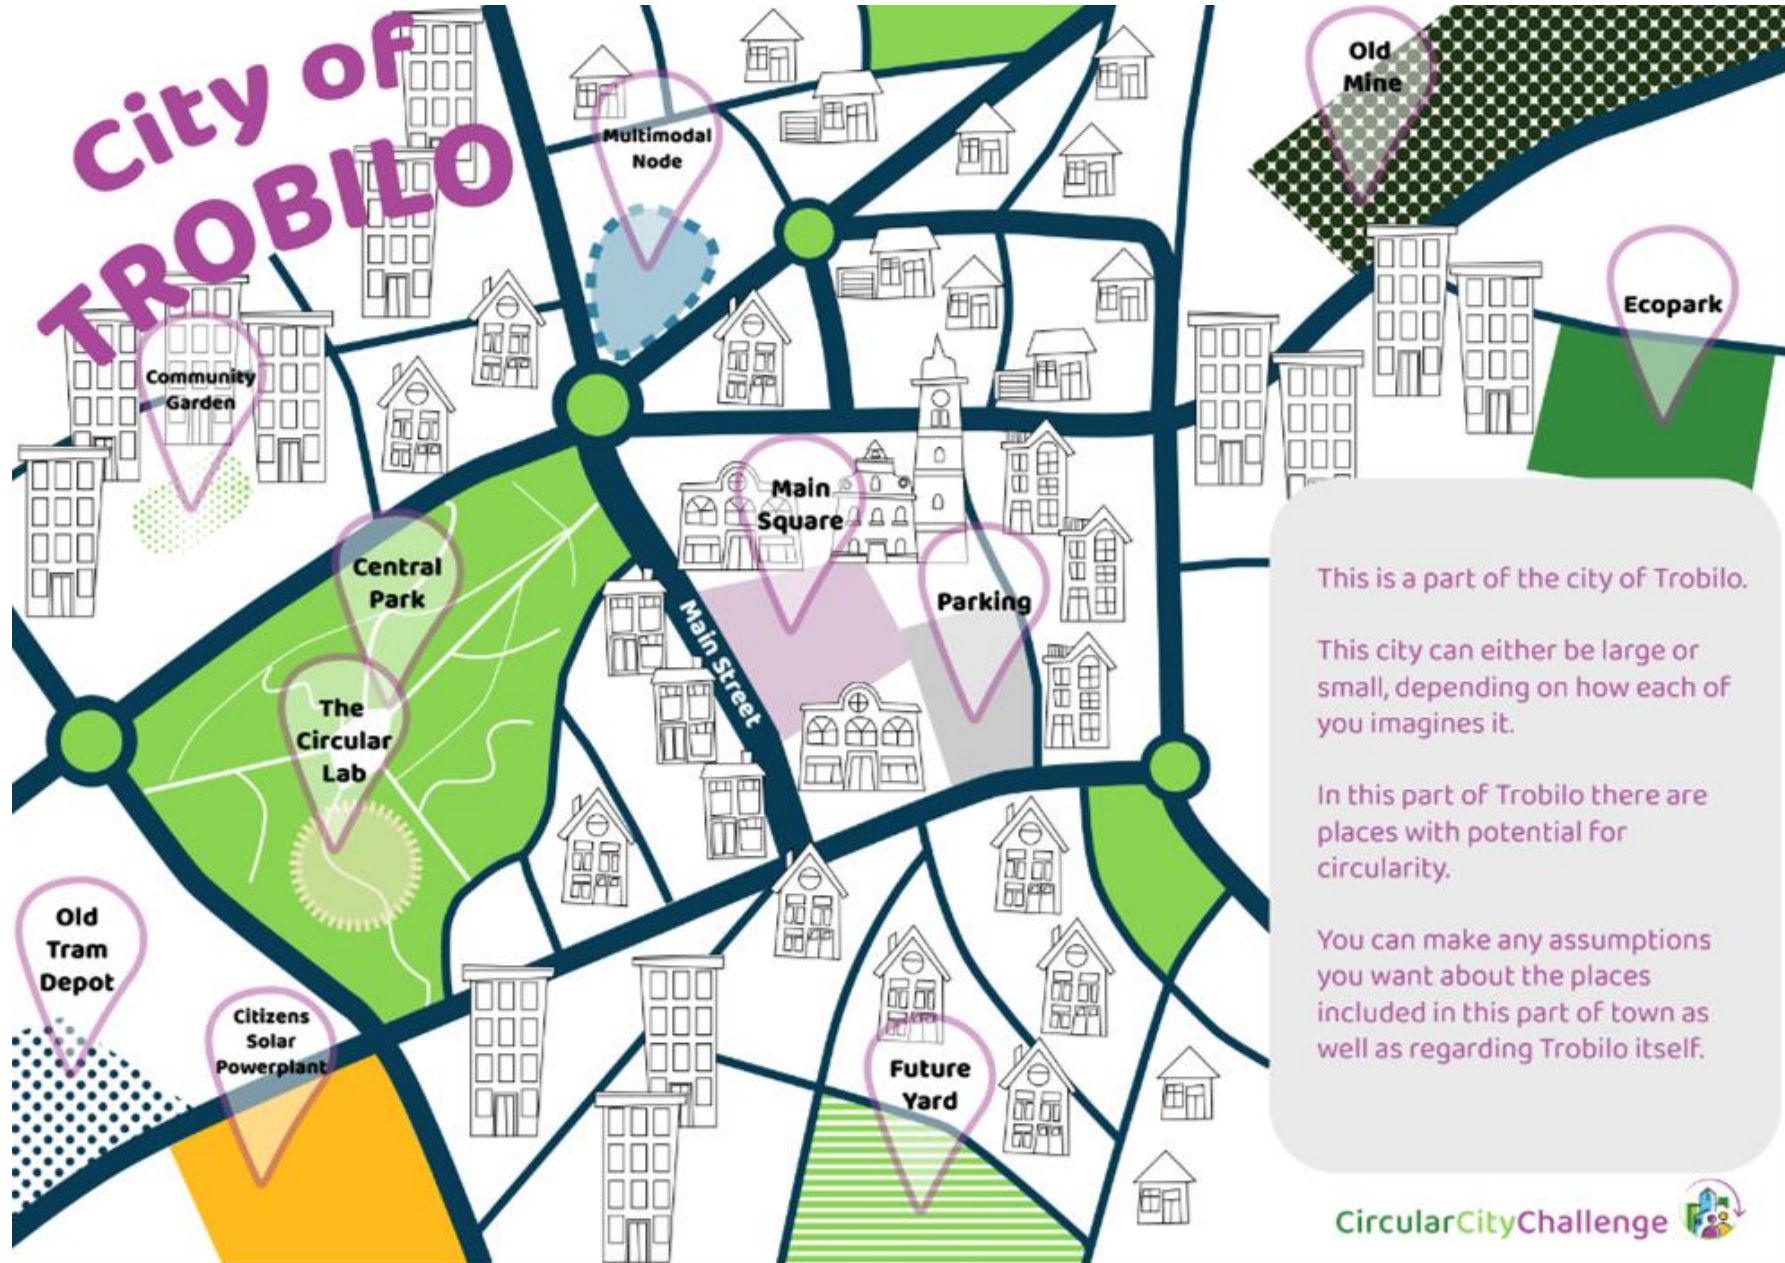 City of
TROBILO
Multimodal
Node
Old
Mine
Ecopark
Community
Garden
Main
Square
Central
Park
Parking
Main Street
The
Circular
Lab
Old
Tram
Depot
Citizens
Solar
Powerplant
Future
Yard
This is a part of the city of Trobilo.
This city can either be large or
small, depending on how each of
you imagines it.
In this part of Trobilo there are
places with potential for
circularity.
You can make any assumptions
you want about the places
included in this part of town as
well as regarding Trobilo itself.
CircularCityChallenge